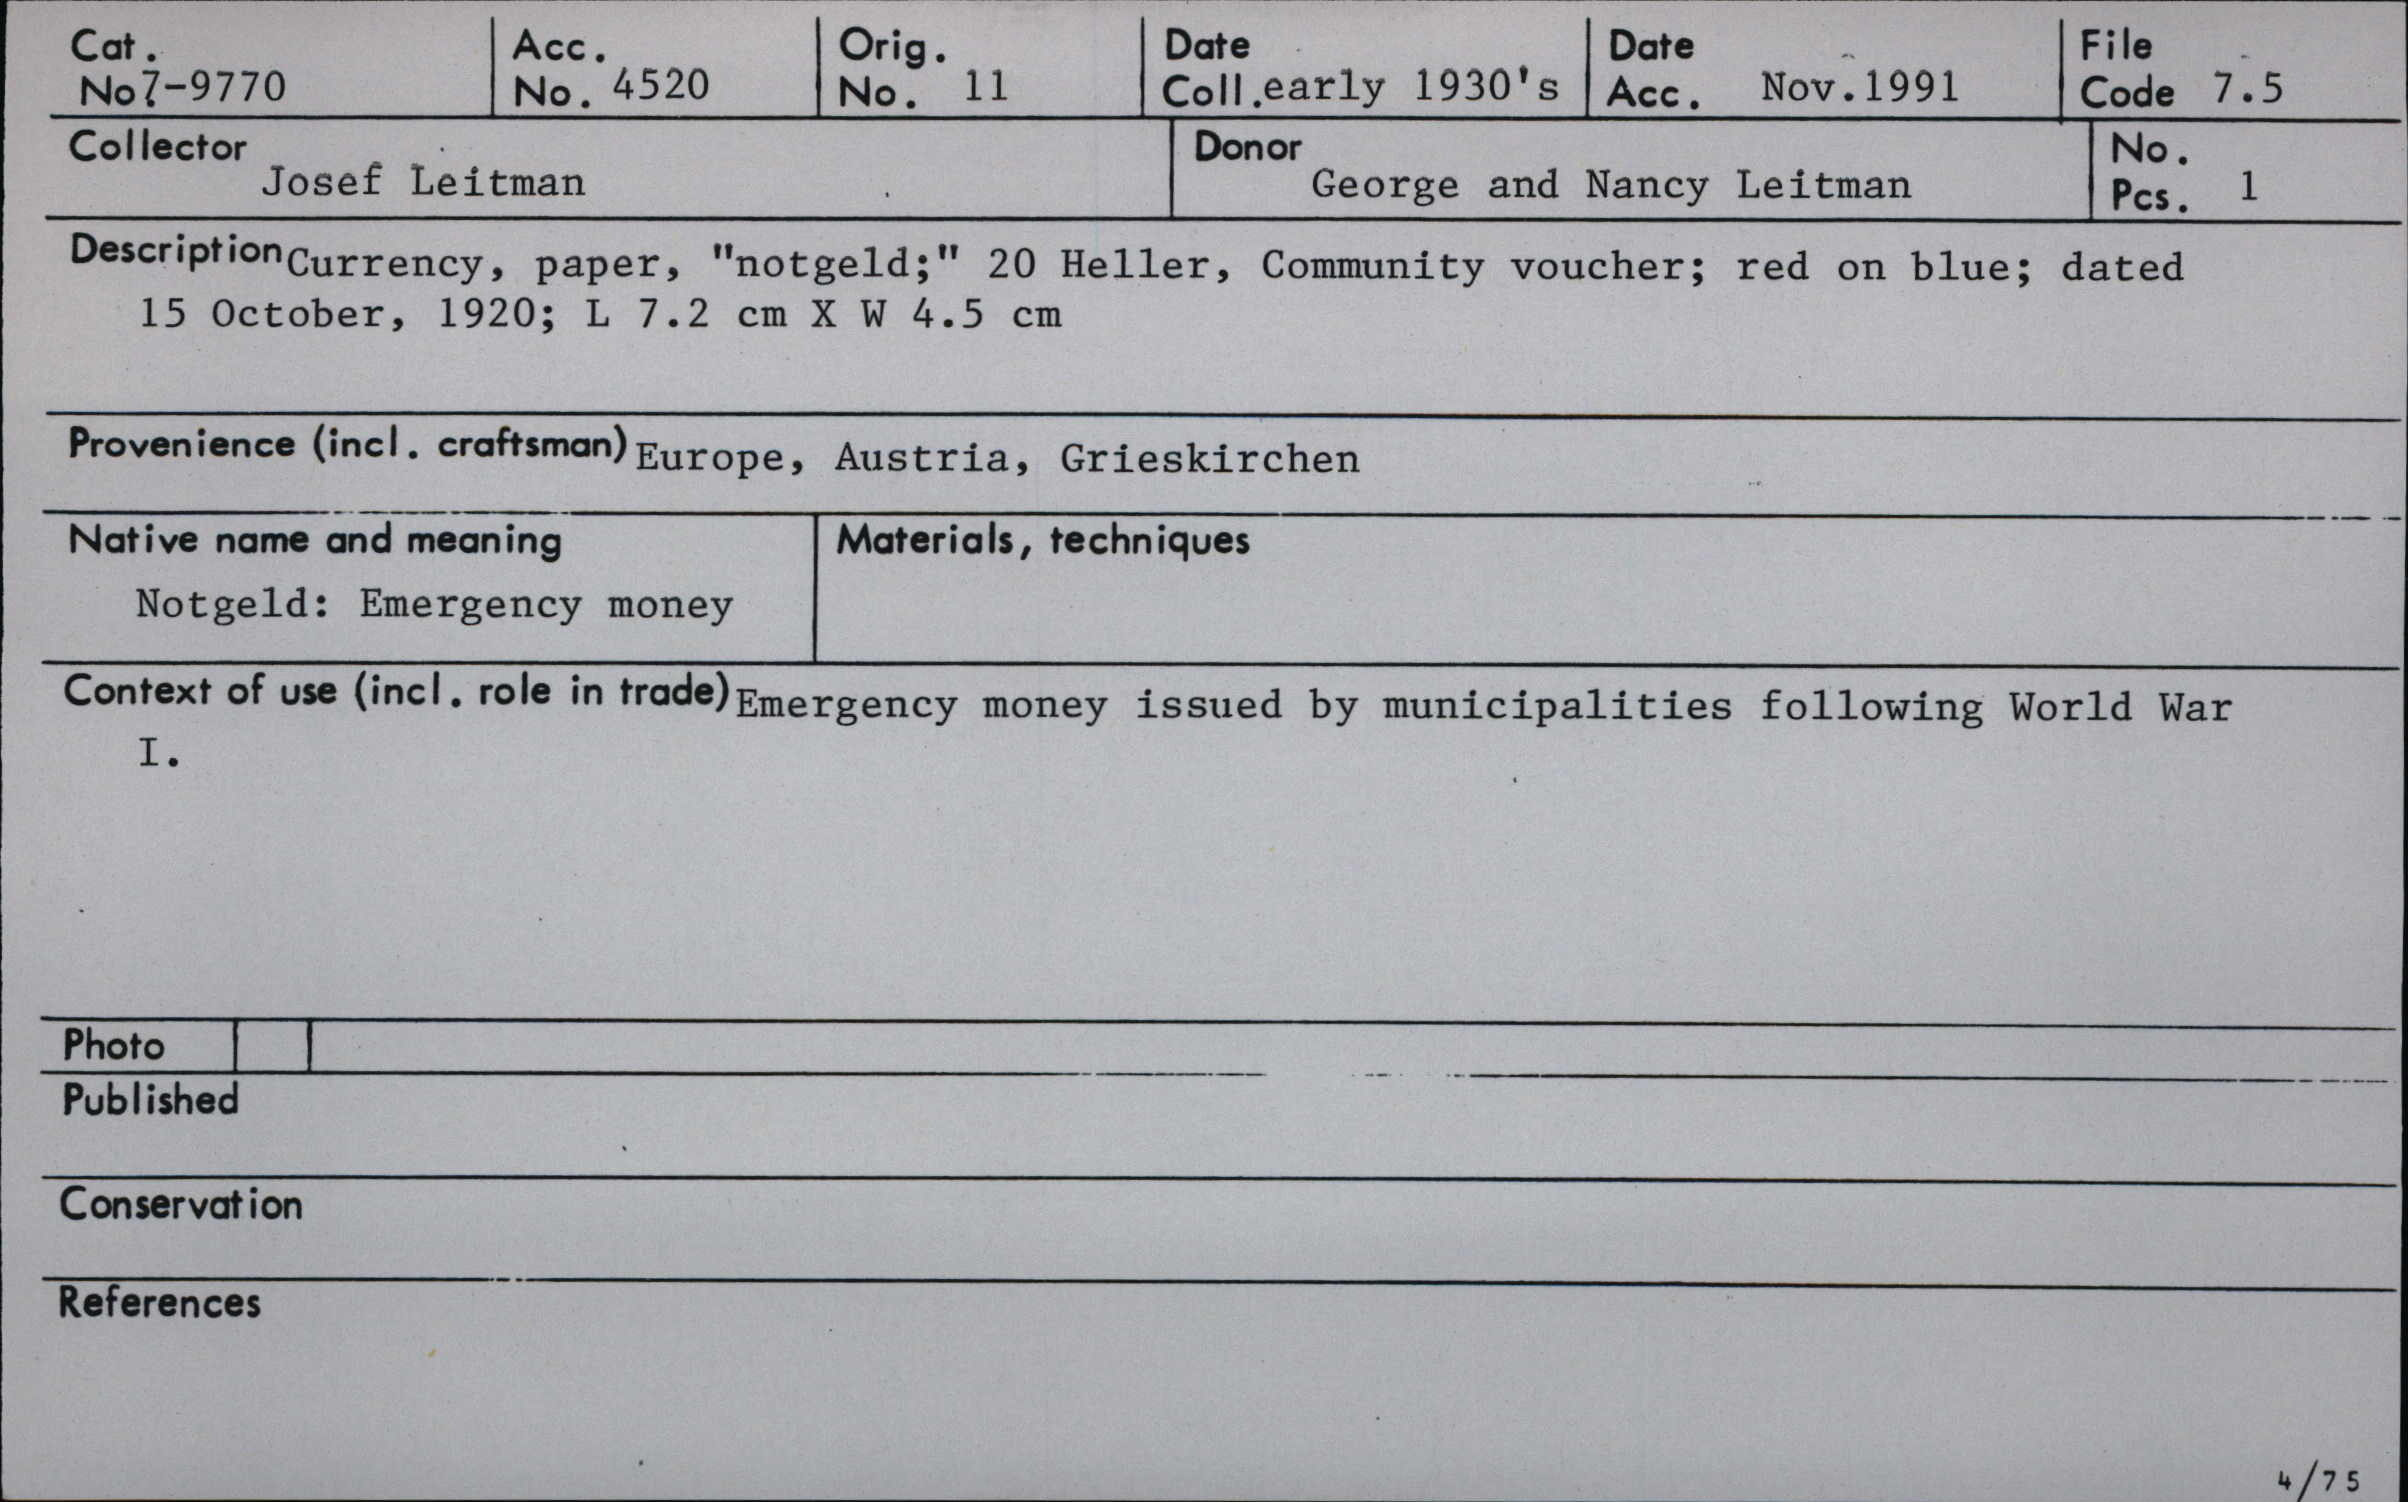 Cat. No. 7-9770
Acc. No. 4520
Orig. No. 11
Date Coll. early 1930's
Date Acc. Nov.1991
File Code 7.5
Collector Josef Leitman
Donor George and Nancy Leitman
No. Pcs. 1
Description Currency, paper, "notgeld;" 20 Heller, Community voucher; red on blue; dated
15 October, 1920; L 7.2 cm X W 4.5 cm
Provenience (incl. craftsman) Europe, Austria, Grieskirchen
Native name and meaning
Notgeld: Emergency money
Materials, techniques
Context of use (incl. role in trade) Emergency money issued by municipalities following World War
I.
Photo
Published
Conservation
References
4/75